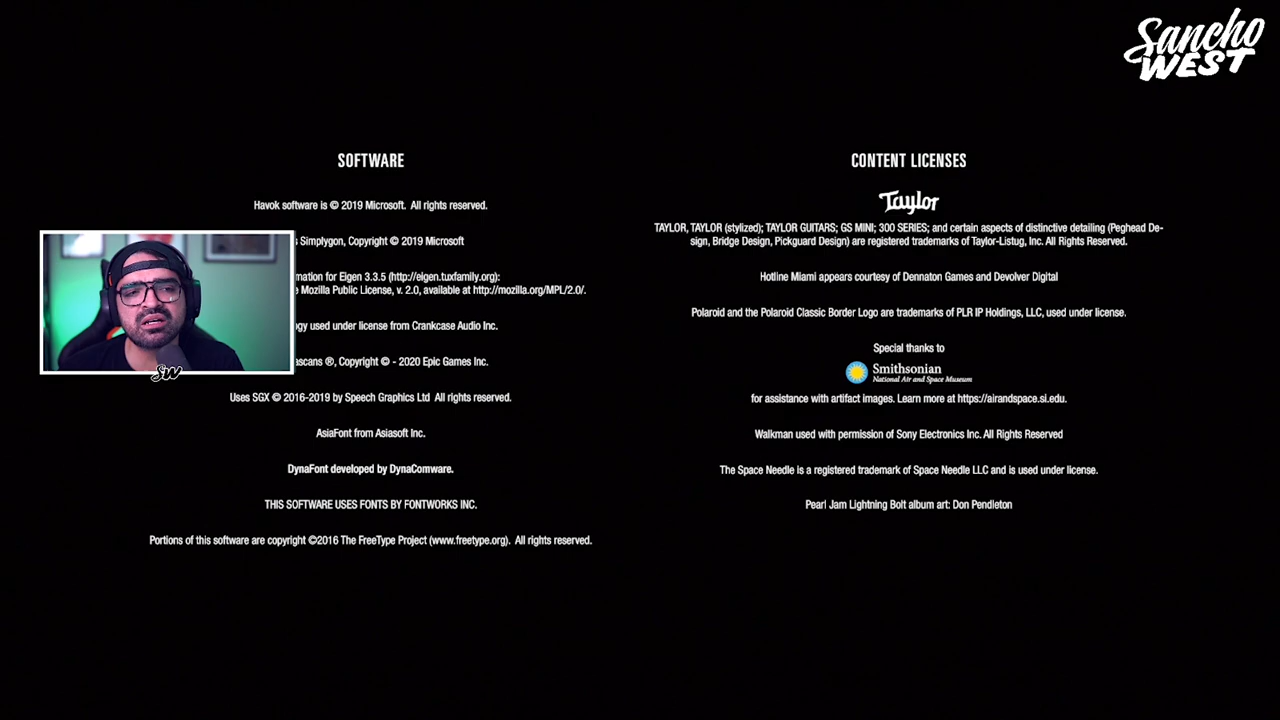 Sancho
WEST
SOFTWARE
Havok software is © 2019 Microsoft. All rights reserved.
Simplygon, Copyright © 2019 Microsoft
for Eigen 3.3.5 (http://eigen.tuxfamily.org):
Mozilla Public License, v. 2.0, available at http://mozilla.org/MPL/2.0/.
used under license from Crankcase Audio Inc.
®, Copyright © - 2020 Epic Games Inc.
Uses SGX © 2016-2019 by Speech Graphics Ltd All rights reserved.
AsiaFont from Asiasoft Inc.
DynaFont developed by DynaComware.
THIS SOFTWARE USES FONTS BY FONTWORKS INC.
Portions of this software are copyright ©2016 The FreeType Project (www.freetype.org). All rights reserved.
SW
CONTENT LICENSES
Taylor
TAYLOR, TAYLOR (stylized); TAYLOR GUITARS; GS MINI; 300 SERIES; and certain aspects of distinctive detailing (Peghead De-
sign, Bridge Design, Pickguard Design) are registered trademarks of Taylor-Listug, Inc. All Rights Reserved.
Hotline Miami appears courtesy of Dennaton Games and Devolver Digital
Polaroid and the Polaroid Classic Border Logo are trademarks of PLR IP Holdings, LLC, used under license.
Special thanks to
Smithsonian
National Air and Space Museum
for assistance with artifact images. Learn more at https://airandspace.si.edu.
Walkman used with permission of Sony Electronics Inc. All Rights Reserved
The Space Needle is a registered trademark of Space Needle LLC and is used under license.
Pearl Jam Lightning Bolt album art: Don Pendleton